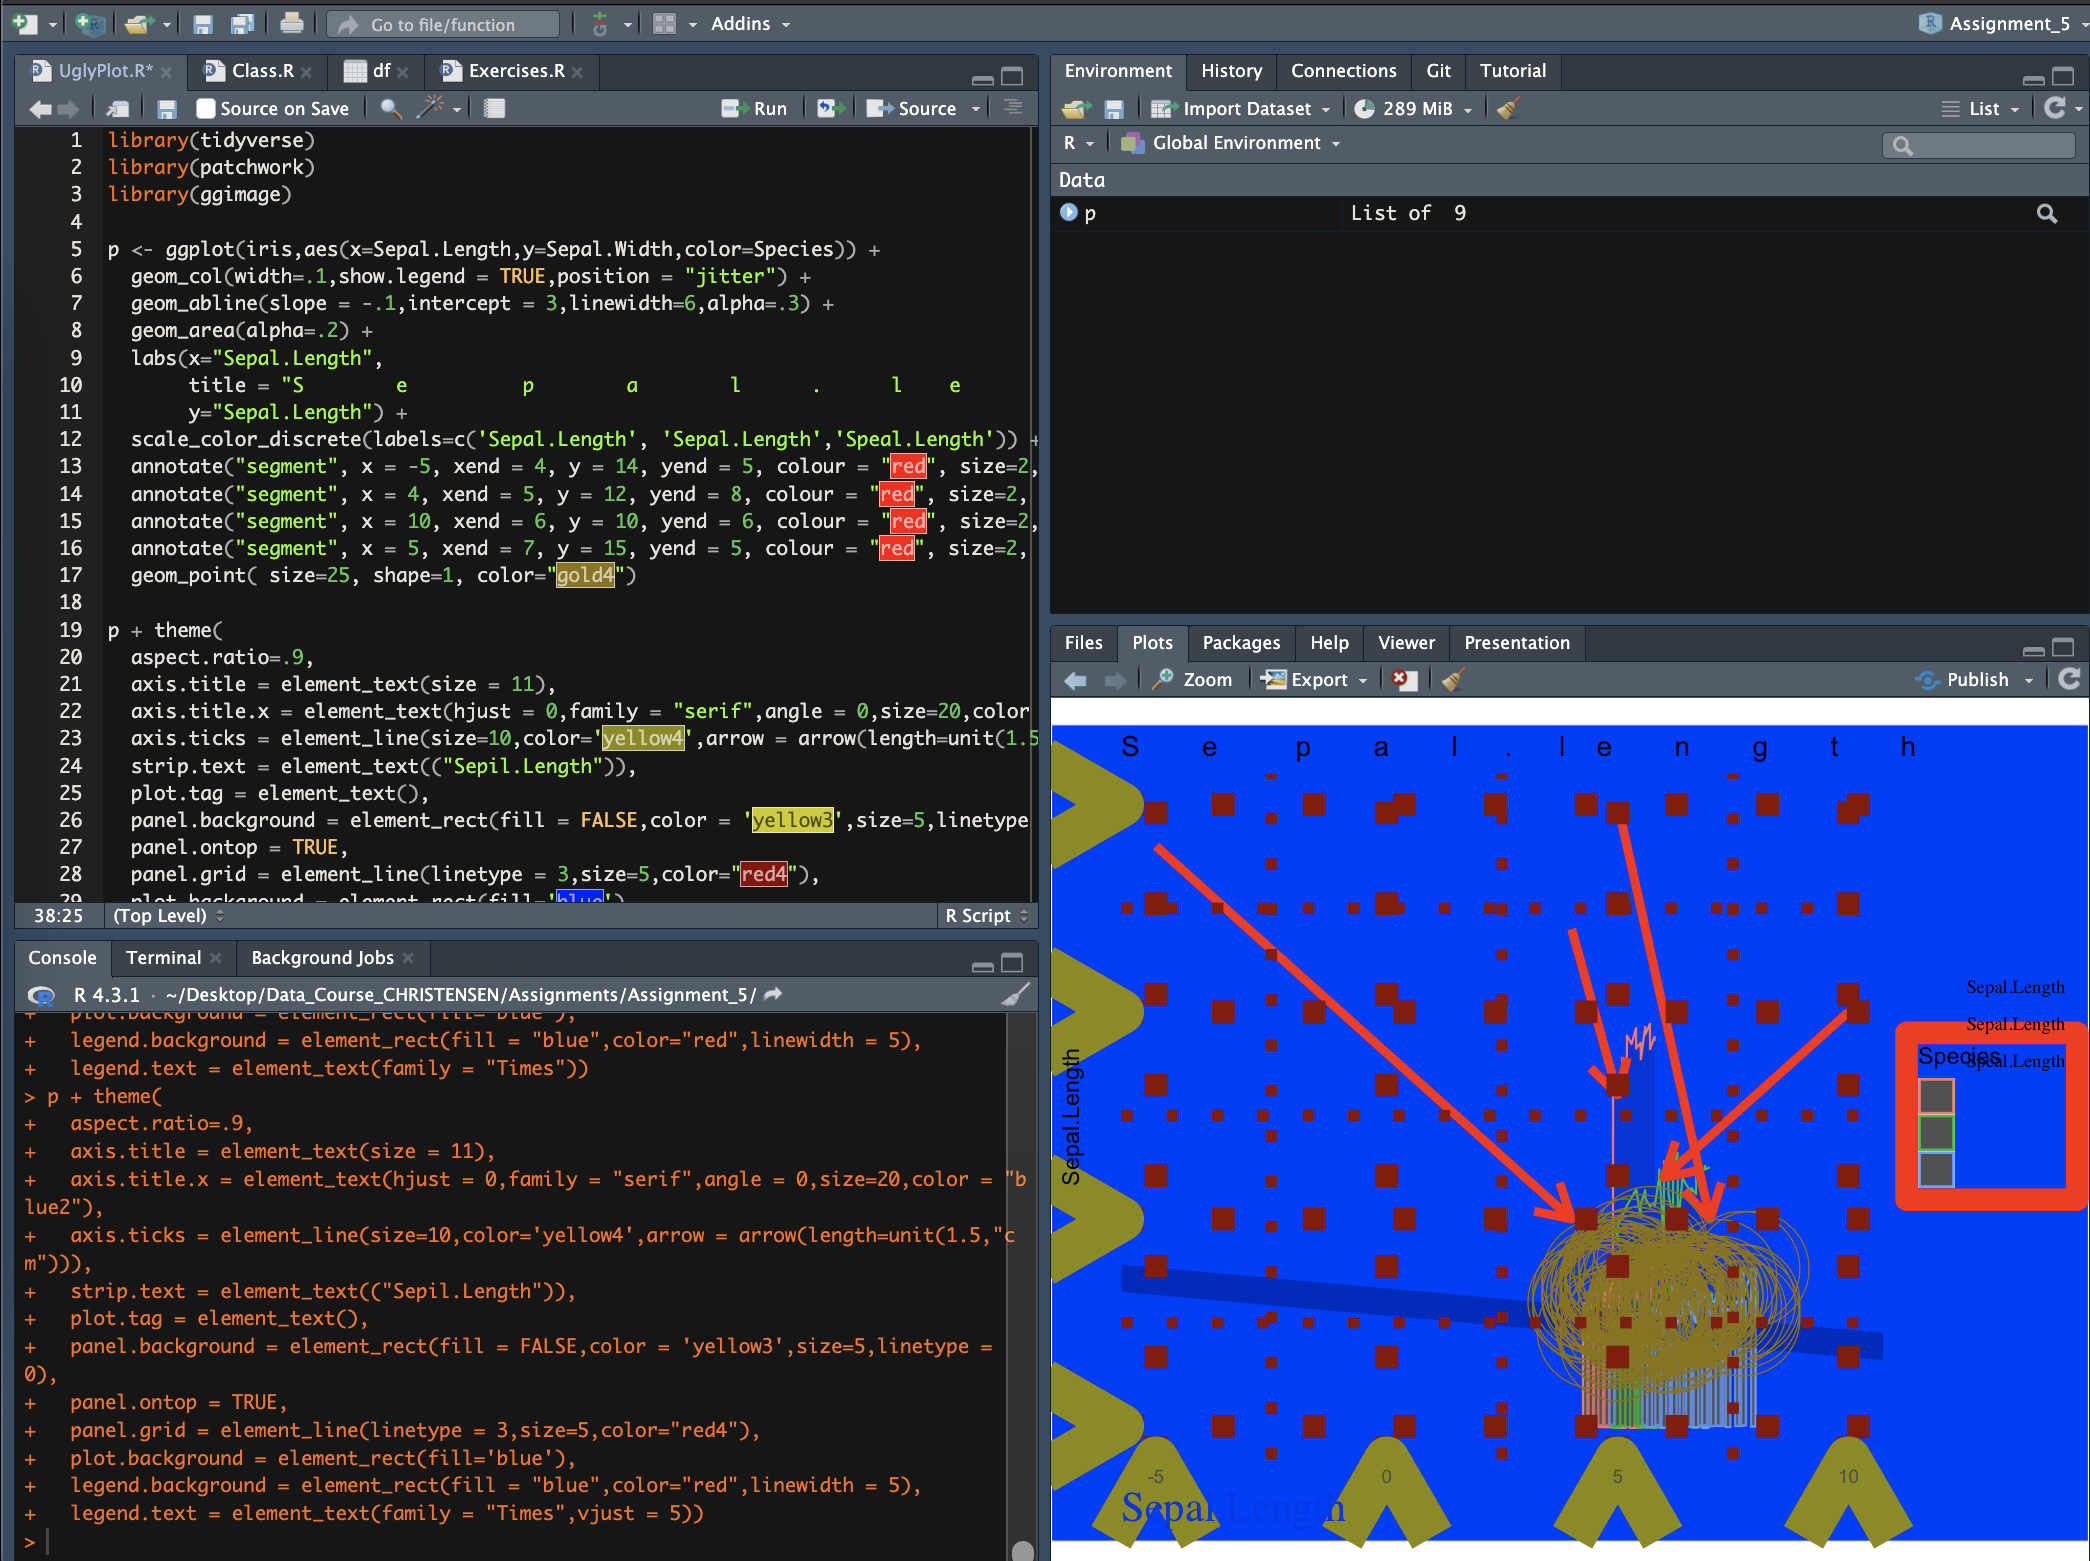 Go to file/function
Addins
Assignment_5
UglyPlot.R*
Class.R
df
Exercises.R
Source on Save
Run
Source
1 library(tidyverse)
2 library(patchwork)
3 library(ggimage)
4
5 p <- ggplot(iris,aes(x=Sepal.Length,y=Sepal.Width,color=Species)) +
6 geom_col(width=.1,show.legend = TRUE,position = "jitter") +
7 geom_abline(slope = -.1,intercept = 3,linewidth=6,alpha=.3) +
8 geom_area(alpha=.2) +
9 labs(x="Sepal.Length",
10 title = "S e p a l . l e
11 y="Sepal.Length") +
12 scale_color_discrete(labels=c('Sepal.Length', 'Sepal.Length','Speal.Length')) +
13 annotate("segment", x = -5, xend = 4, y = 14, yend = 5, colour = "red", size=2,
14 annotate("segment", x = 4, xend = 5, y = 12, yend = 8, colour = "red", size=2,
15 annotate("segment", x = 10, xend = 6, y = 10, yend = 6, colour = "red", size=2,
16 annotate("segment", x = 5, xend = 7, y = 15, yend = 5, colour = "red", size=2,
17 geom_point( size=25, shape=1, color="gold4")
18
19 p + theme(
20 aspect.ratio=.9,
21 axis.title = element_text(size = 11),
22 axis.title.x = element_text(hjust = 0,family = "serif",angle = 0,size=20,color
23 axis.ticks = element_line(size=10,color='yellow4',arrow = arrow(length=unit(1.5
24 strip.text = element_text(("Sepil.Length")),
25 plot.tag = element_text(),
26 panel.background = element_rect(fill = FALSE,color = 'yellow3',size=5,linetype
27 panel.ontop = TRUE,
28 panel.grid = element_line(linetype = 3,size=5,color="red4"),
29 plot.background = element_rect(fill='blue')
38:25 (Top Level) R Script
Console
Terminal
Background Jobs
R 4.3.1 · ~/Desktop/Data_Course_CHRISTENSEN/Assignments/Assignment_5/
+ plot.background = element_rect(fill='blue'),
+ legend.background = element_rect(fill = "blue",color="red",linewidth = 5),
+ legend.text = element_text(family = "Times"))
> p + theme(
+ aspect.ratio=.9,
+ axis.title = element_text(size = 11),
+ axis.title.x = element_text(hjust = 0,family = "serif",angle = 0,size=20,color = "b
lue2"),
+ axis.ticks = element_line(size=10,color='yellow4',arrow = arrow(length=unit(1.5,"c
m"))),
+ strip.text = element_text(("Sepil.Length")),
+ plot.tag = element_text(),
+ panel.background = element_rect(fill = FALSE,color = 'yellow3',size=5,linetype =
0),
+ panel.ontop = TRUE,
+ panel.grid = element_line(linetype = 3,size=5,color="red4"),
+ plot.background = element_rect(fill='blue'),
+ legend.background = element_rect(fill = "blue",color="red",linewidth = 5),
+ legend.text = element_text(family = "Times",vjust = 5))
>
Environment
History
Connections
Git
Tutorial
Import Dataset
289 MiB
List
R
Global Environment
Data
p List of 9
Files
Plots
Packages
Help
Viewer
Presentation
Zoom
Export
Publish
S e p a l . l e n g t h
Sepal.Length
Sepal.Length
Sepal.Length
Species
Speal.Length
-5 0 5 10
Sepal.Length